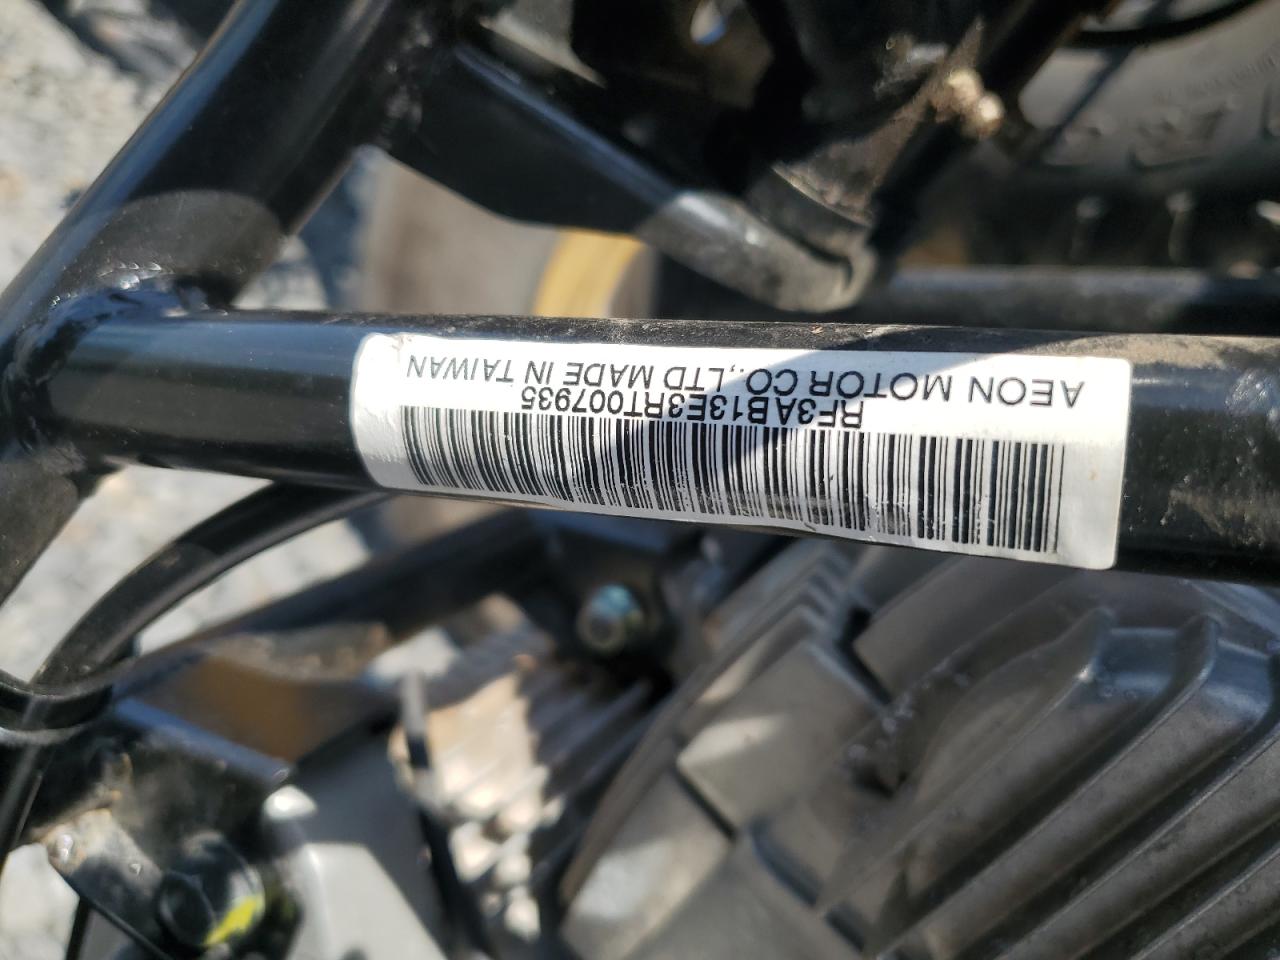 AEON MOTOR CO.,LTD MADE IN TAIWAN
RF3AB13E3RT007935